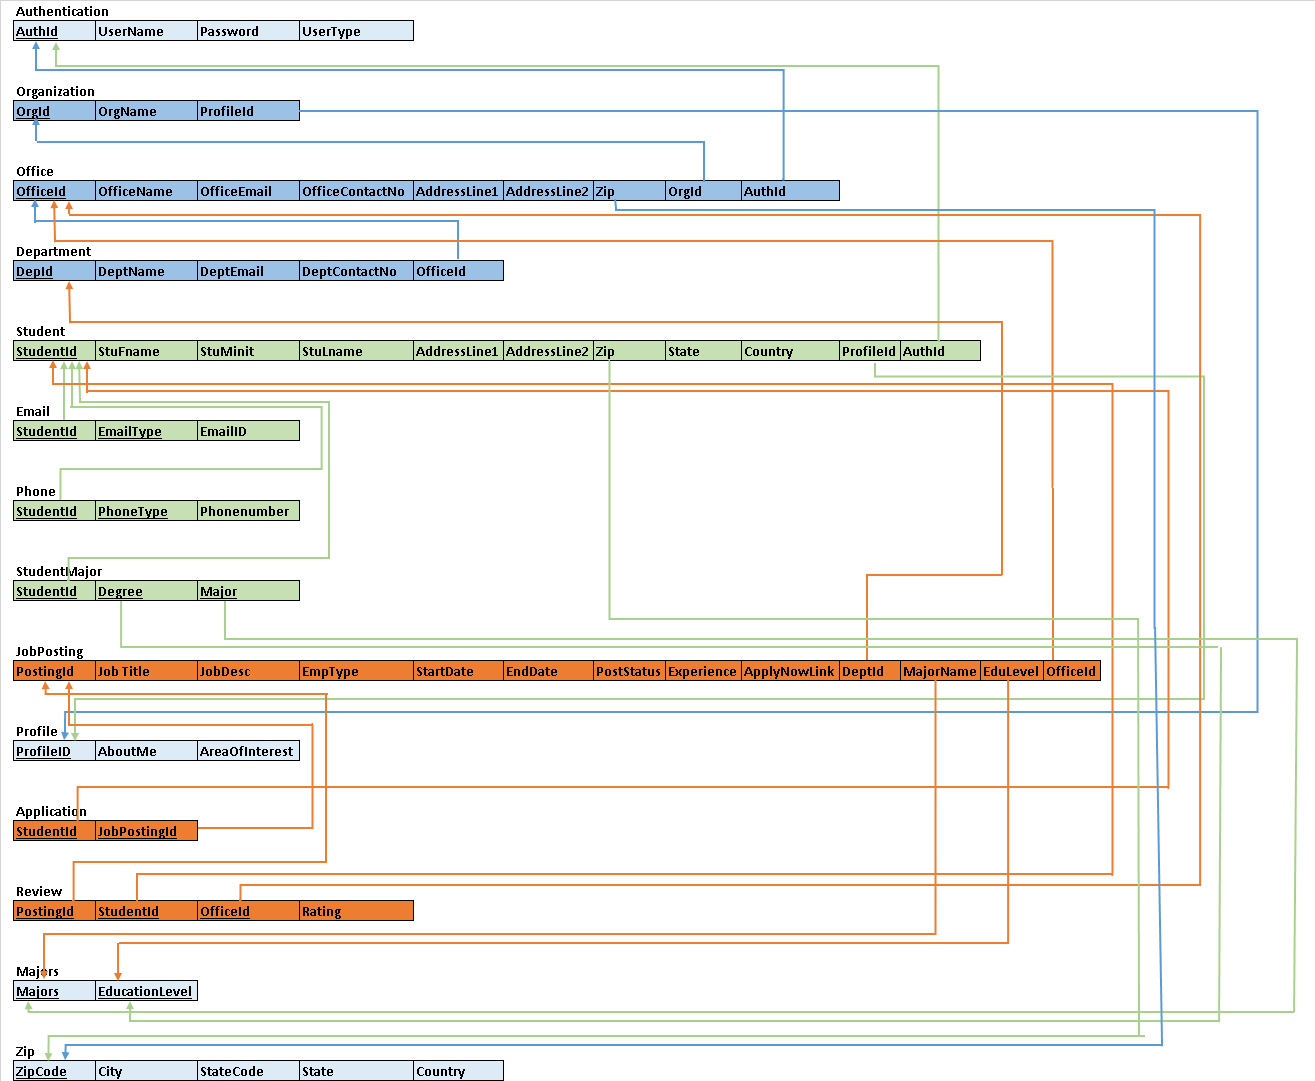 Authentication
AuthId UserName Password UserType
Organization
OrgId OrgName ProfileId
Office
OfficeId OfficeName OfficeEmail OfficeContactNo AddressLine1 AddressLine2 Zip OrgId AuthId
Department
DepId DeptName DeptEmail DeptContactNo OfficeId
Student
StudentId StuFname StuMinit StuLname AddressLine1 AddressLine2 Zip State Country ProfileId AuthId
Email
StudentId EmailType EmailID
Phone
StudentId PhoneType Phonenumber
StudentMajor
StudentId Degree Major
JobPosting
PostingId Job Title JobDesc EmpType StartDate EndDate PostStatus Experience ApplyNowLink DeptId MajorName EduLevel OfficeId
Profile
ProfileID AboutMe AreaOfInterest
Application
StudentId JobPostingId
Review
PostingId StudentId OfficeId Rating
Majors
Majors EducationLevel
Zip
ZipCode City StateCode State Country